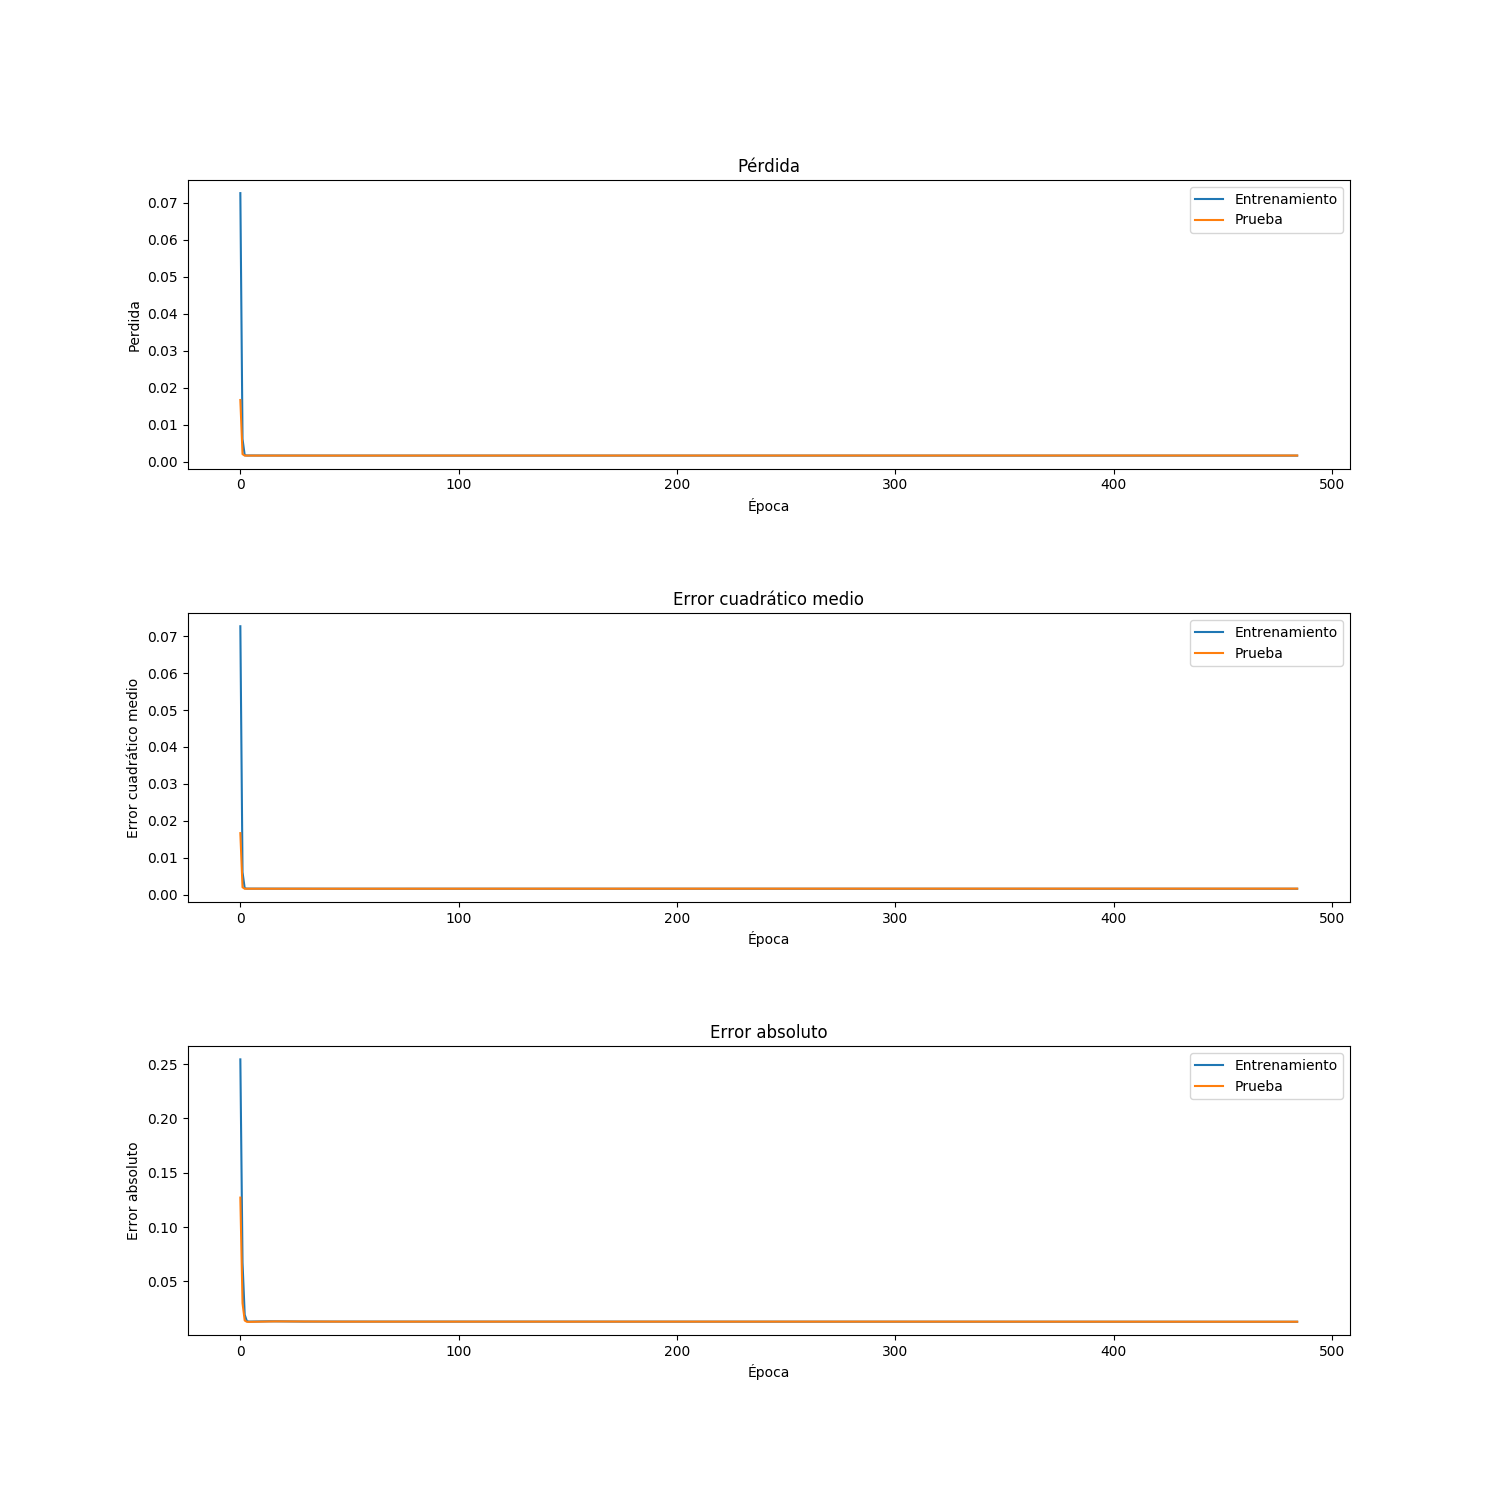 Pérdida
Entrenamiento
Prueba
0.07
0.06
0.05
0.04
0.03
0.02
0.01
0.00
Perdida
0 100 200 300 400 500
Época
Error cuadrático medio
Entrenamiento
Prueba
0.07
0.06
0.05
0.04
0.03
0.02
0.01
0.00
Error cuadrático medio
0 100 200 300 400 500
Época
Error absoluto
Entrenamiento
Prueba
0.25
0.20
0.15
0.10
0.05
Error absoluto
0 100 200 300 400 500
Época